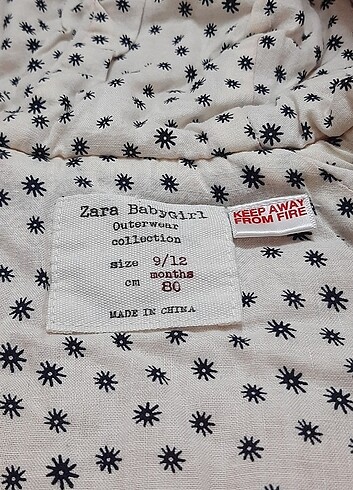 Zara BabyGirl
Outerwear
collection
size 9/12
months
cm 80
MADE IN CHINA
KEEP AWAY
FROM FIRE